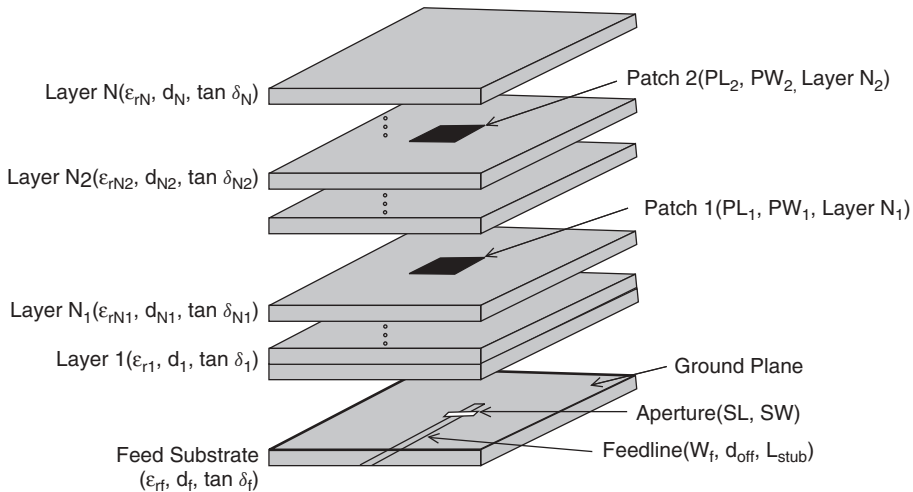 Layer N(εrN, dN, tan δN)
Patch 2(PL2, PW2, Layer N2)
Layer N2(εrN2, dN2, tan δN2)
Patch 1(PL1, PW1, Layer N1)
Layer N1(εrN1, dN1, tan δN1)
Layer 1(εr1, d1, tan δ1)
Ground Plane
Aperture(SL, SW)
Feedline(Wf, doff, Lstub)
Feed Substrate
(εrf, df, tan δf)